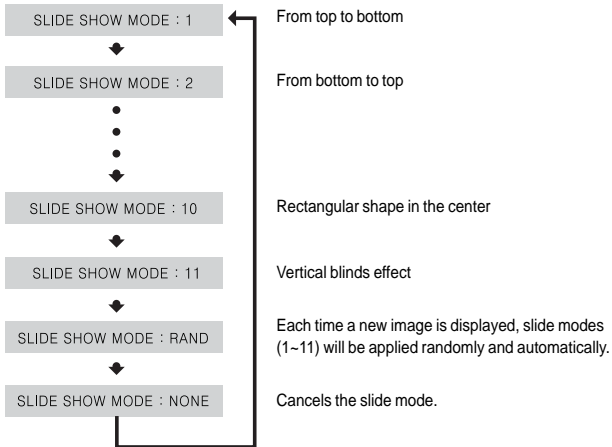 SLIDE SHOW MODE : 1
From top to bottom
SLIDE SHOW MODE : 2
From bottom to top
SLIDE SHOW MODE : 10
Rectangular shape in the center
SLIDE SHOW MODE : 11
Vertical blinds effect
SLIDE SHOW MODE : RAND
Each time a new image is displayed, slide modes
(1~11) will be applied randomly and automatically.
SLIDE SHOW MODE : NONE
Cancels the slide mode.